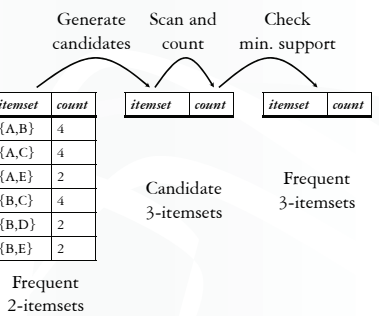 Generate
candidates
Scan and
count
Check
min. support
itemset count
{A,B} 4
{A,C} 4
{A,E} 2
{B,C} 4
{B,D} 2
{B,E} 2
Frequent
2-itemsets
itemset count
Candidate
3-itemsets
itemset count
Frequent
3-itemsets